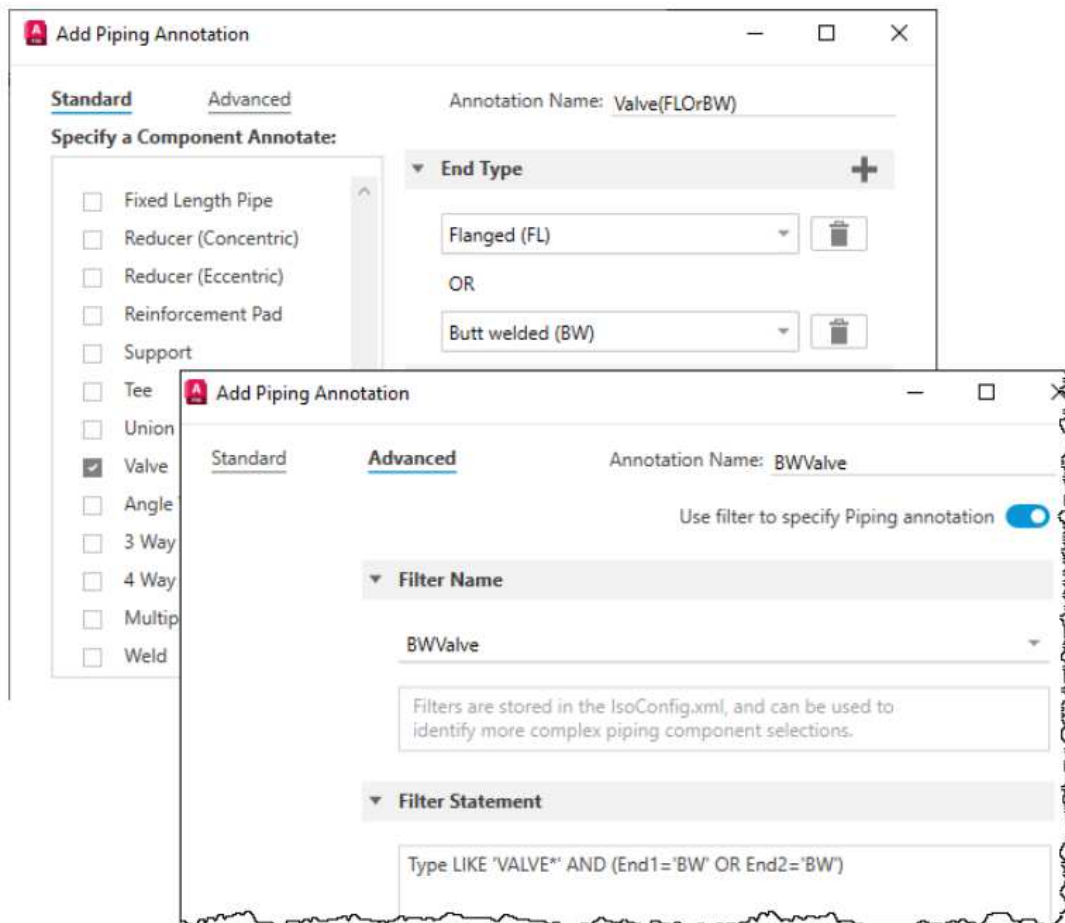 Add Piping Annotation
Standard Advanced Annotation Name: Valve(FLOrBW)
Specify a Component Annotate:
End Type
Fixed Length Pipe
Reducer (Concentric)
Flanged (FL)
Reducer (Eccentric)
OR
Reinforcement Pad
Butt welded (BW)
Support
Tee
Union
Valve
Angle
3 Way
4 Way
Weld
Add Piping Annotation
Standard Advanced Annotation Name: BWValve
Use filter to specify Piping annotation
Filter Name
BWValve
Filters are stored in the IsoConfig.xml, and can be used to
identify more complex piping component selections.
Filter Statement
Type LIKE 'VALVE*' AND (End1='BW' OR End2='BW')